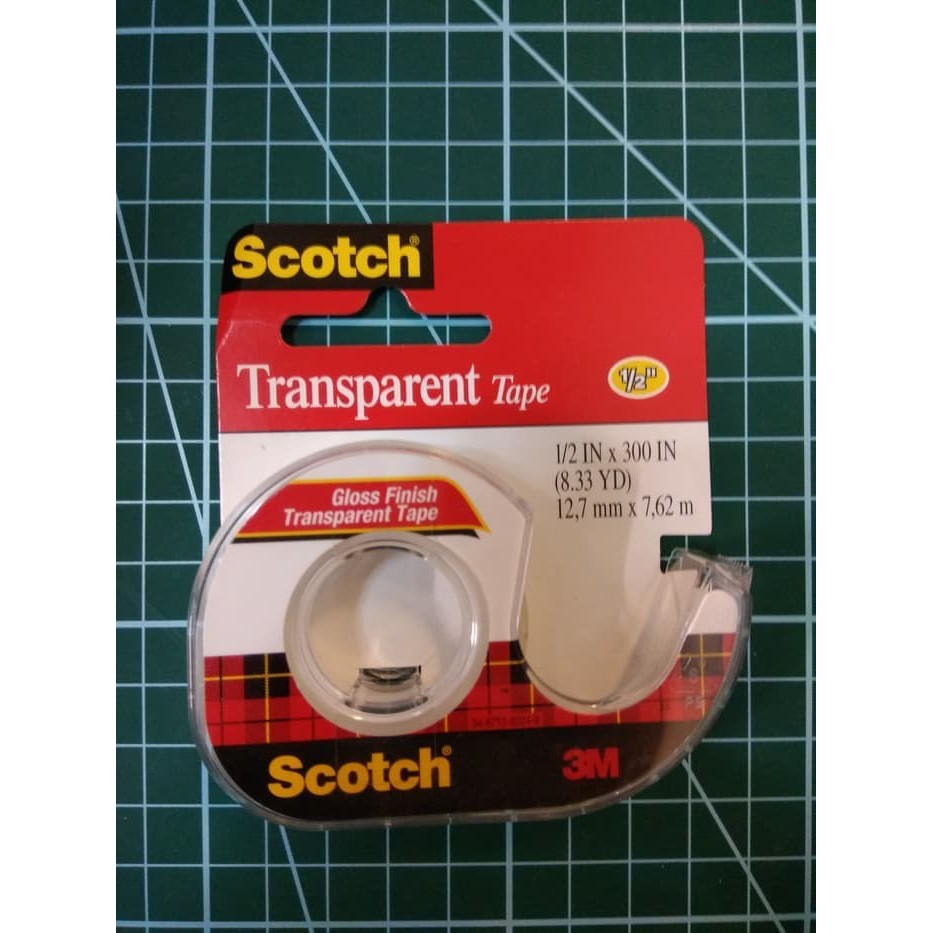 Scotch®
Transparent Tape
1/2"
1/2 IN x 300 IN
(8.33 YD)
12,7 mm x 7,62 m
Gloss Finish
Transparent Tape
Scotch®
3M